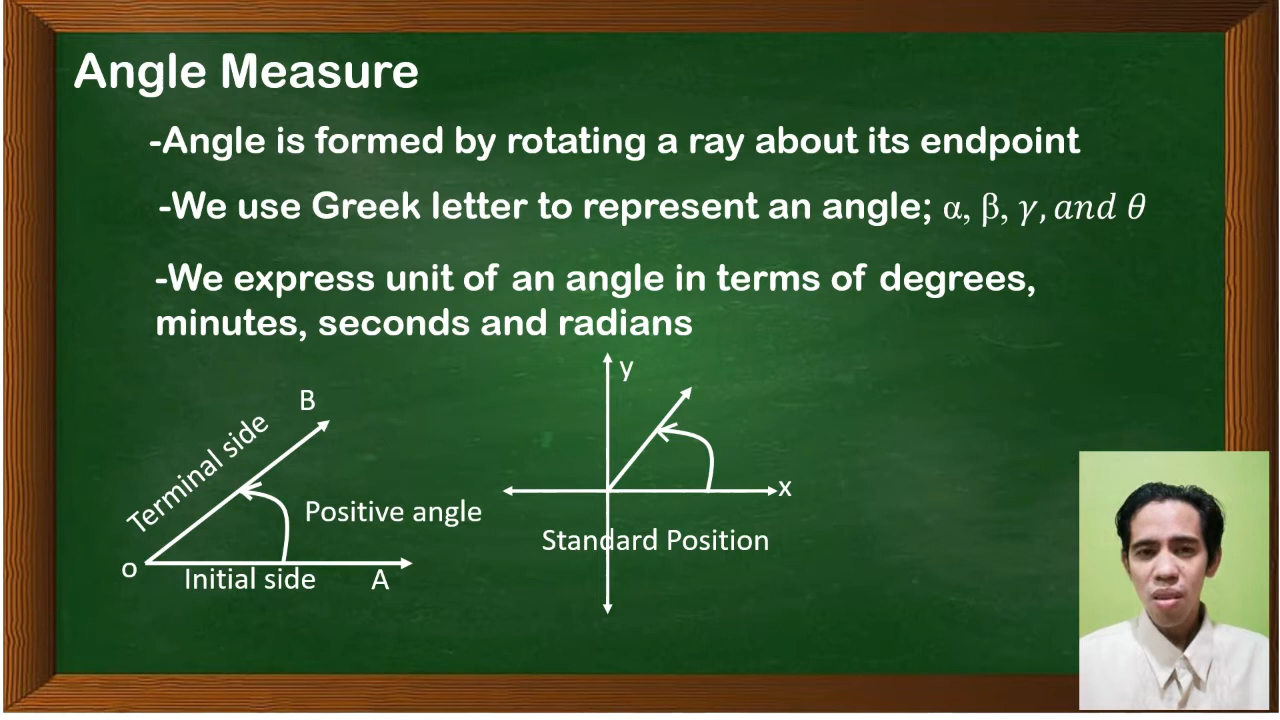 Angle Measure
-Angle is formed by rotating a ray about its endpoint
-We use Greek letter to represent an angle; α, β, γ, and θ
-We express unit of an angle in terms of degrees,
minutes, seconds and radians
B
Terminal side
Positive angle
o
Initial side
A
y
x
Standard Position